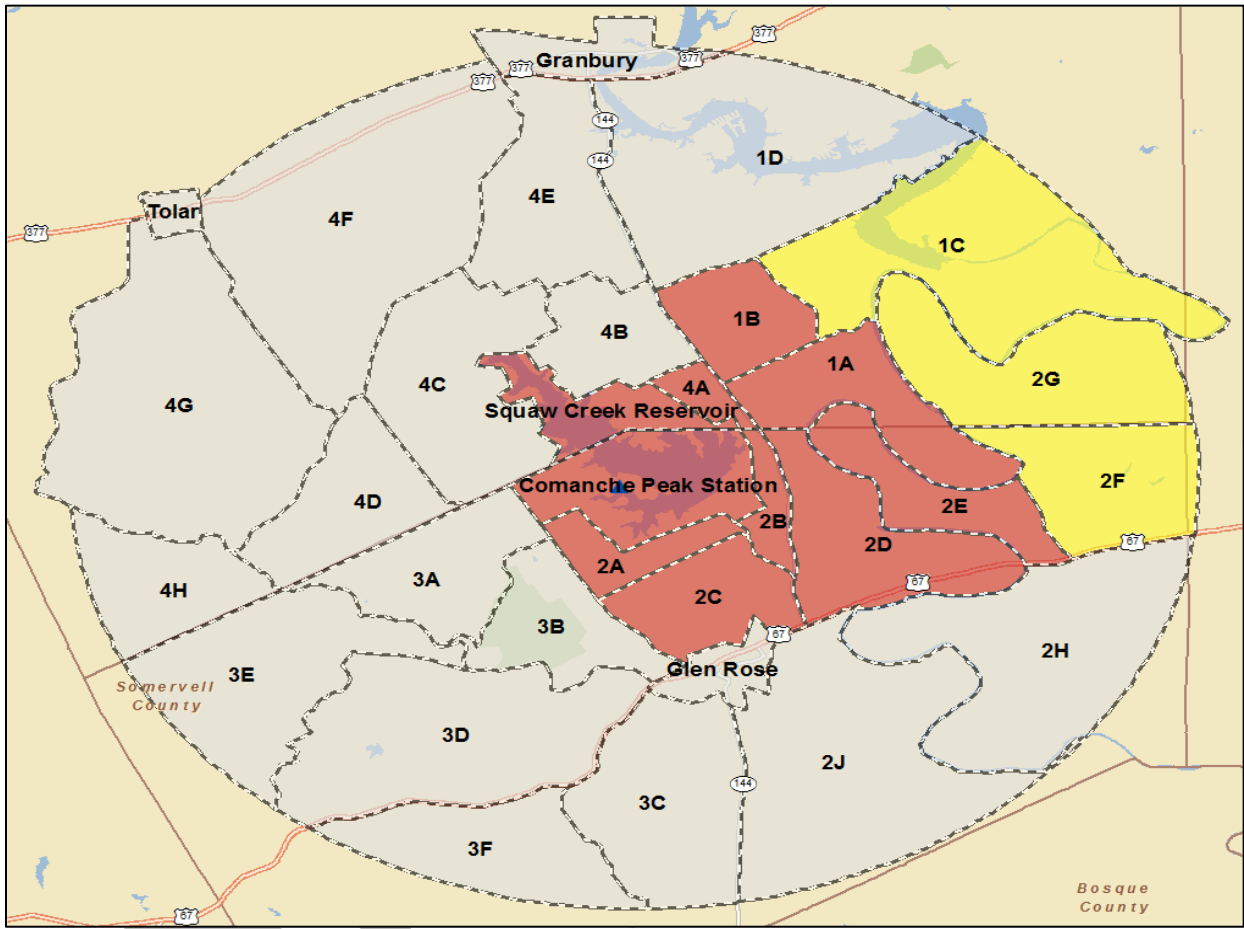 377
Granbury
377
377
377
144
144
1D
4E
Tolar
4F
377
1C
1B
4B
1A
4A
2G
4C
4G
Squaw Creek Reservoir
Comanche Peak Station
2F
4D
2E
2B
2D
67
2A
3A
67
4H
2C
3B
67
2H
Glen Rose
3E
Somervell
County
3D
2J
144
3C
3F
Bosque
County
67